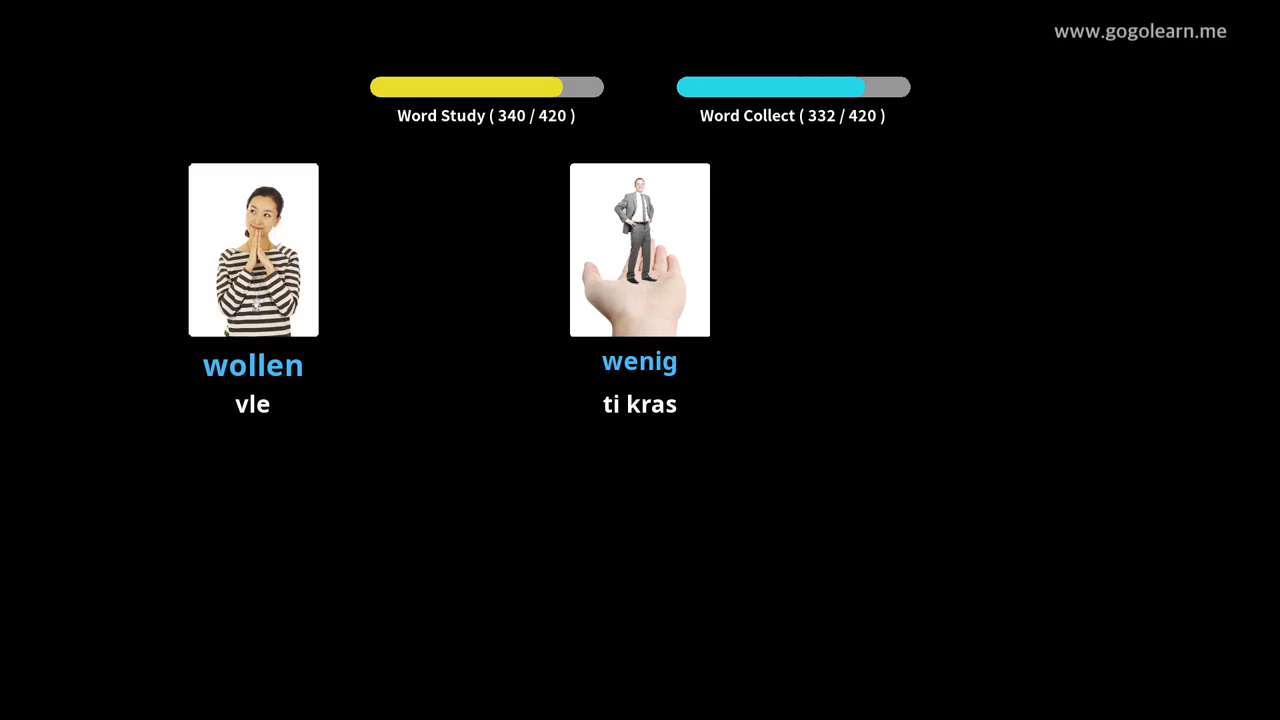 www.gogolearn.me
Word Study ( 340 / 420 )
Word Collect ( 332 / 420 )
wollen
vle
wenig
ti kras